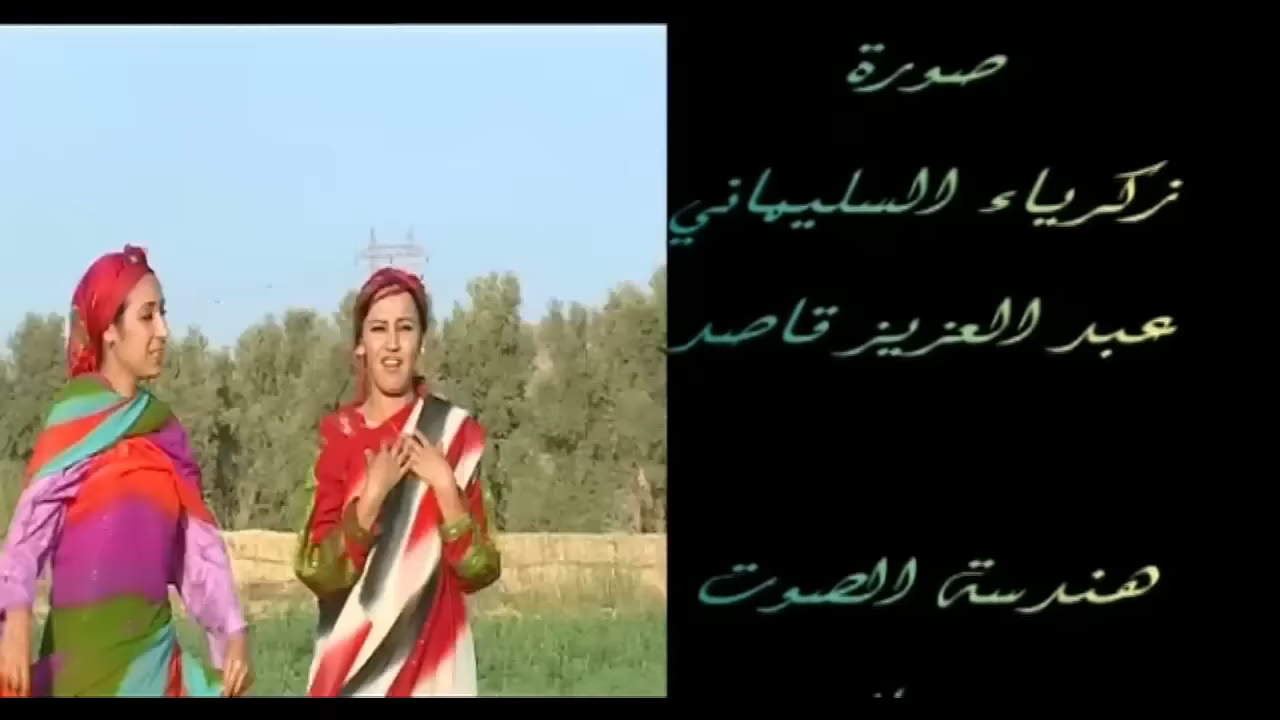 صورة
زكرياء السليماني
عبد العزيز قاصد
هندسة الصوت